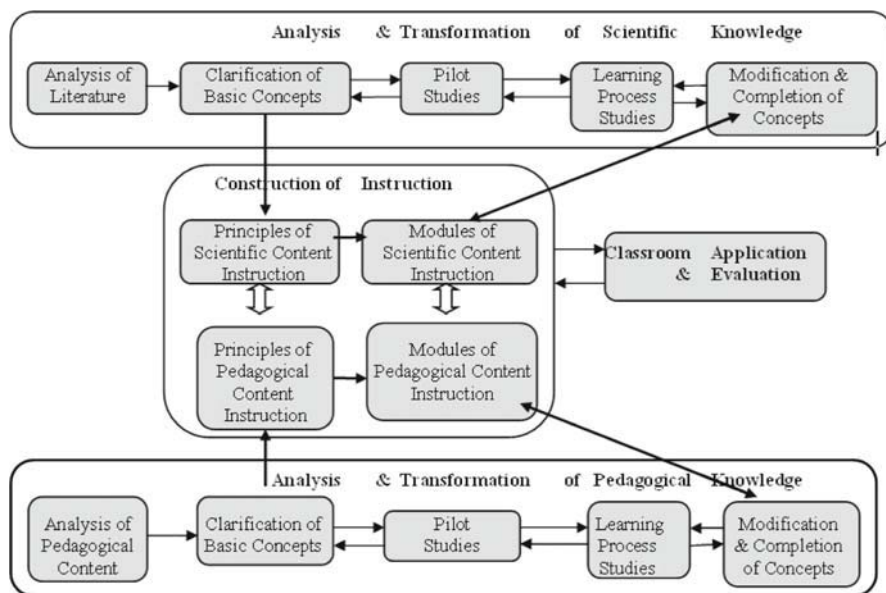 Analysis & Transformation of Scientific Knowledge
Analysis of
Literature
Clarification of
Basic Concepts
Pilot
Studies
Learning
Process
Studies
Modification &
Completion of
Concepts
Construction of Instruction
Principles of
Scientific Content
Instruction
Modules of
Scientific Content
Instruction
Classroom Application
& Evaluation
Principles of
Pedagogical
Content
Instruction
Modules of
Pedagogical Content
Instruction
Analysis & Transformation of Pedagogical Knowledge
Analysis of
Pedagogical
Content
Clarification of
Basic Concepts
Pilot
Studies
Learning
Process
Studies
Modification
& Completion
of Concepts